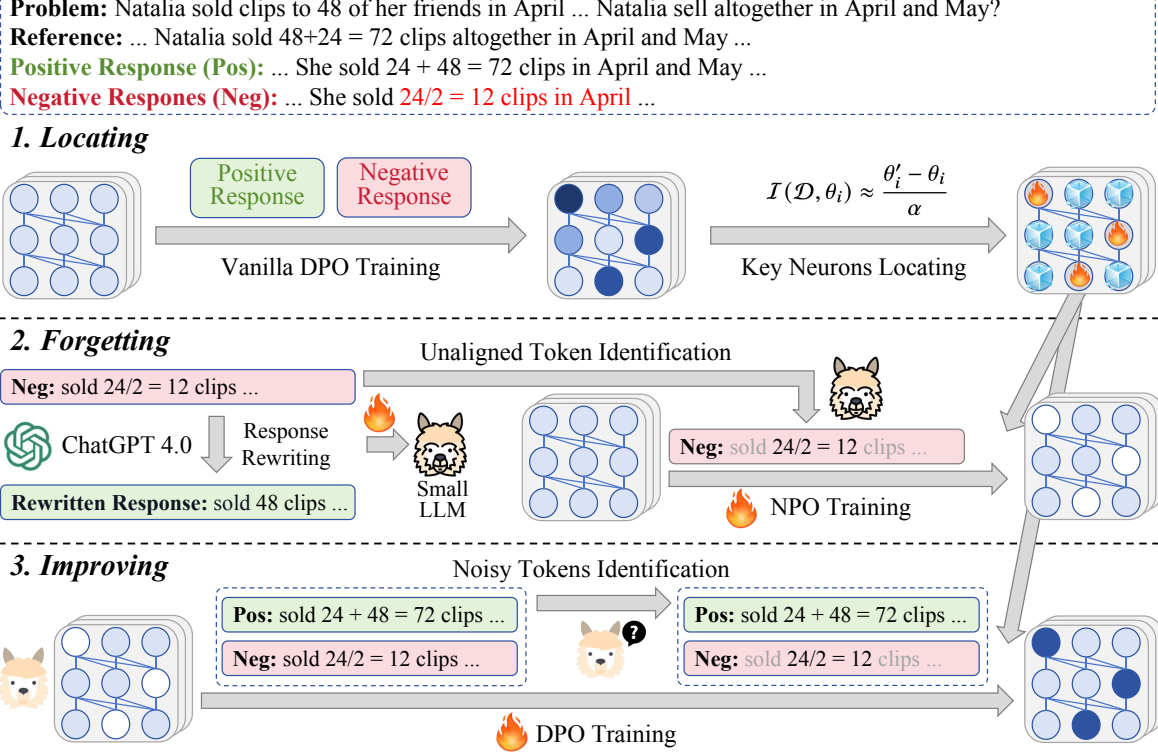 Problem: Natalia sold clips to 48 of her friends in April ... Natalia sell altogether in April and May?
Reference: ... Natalia sold 48+24 = 72 clips altogether in April and May ...
Positive Response (Pos): ... She sold 24 + 48 = 72 clips in April and May ...
Negative Respones (Neg): ... She sold 24/2 = 12 clips in April ...
1. Locating
Positive
Response
Negative
Response
Vanilla DPO Training
I(D, θᵢ) ≈ (θ′ᵢ − θᵢ) / α
Key Neurons Locating
2. Forgetting
Unaligned Token Identification
Neg: sold 24/2 = 12 clips ...
ChatGPT 4.0
Response
Rewriting
Small
LLM
Neg: sold 24/2 = 12 clips ...
Rewritten Response: sold 48 clips ...
NPO Training
3. Improving
Noisy Tokens Identification
Pos: sold 24 + 48 = 72 clips ...
Neg: sold 24/2 = 12 clips ...
?
Pos: sold 24 + 48 = 72 clips ...
Neg: sold 24/2 = 12 clips ...
DPO Training